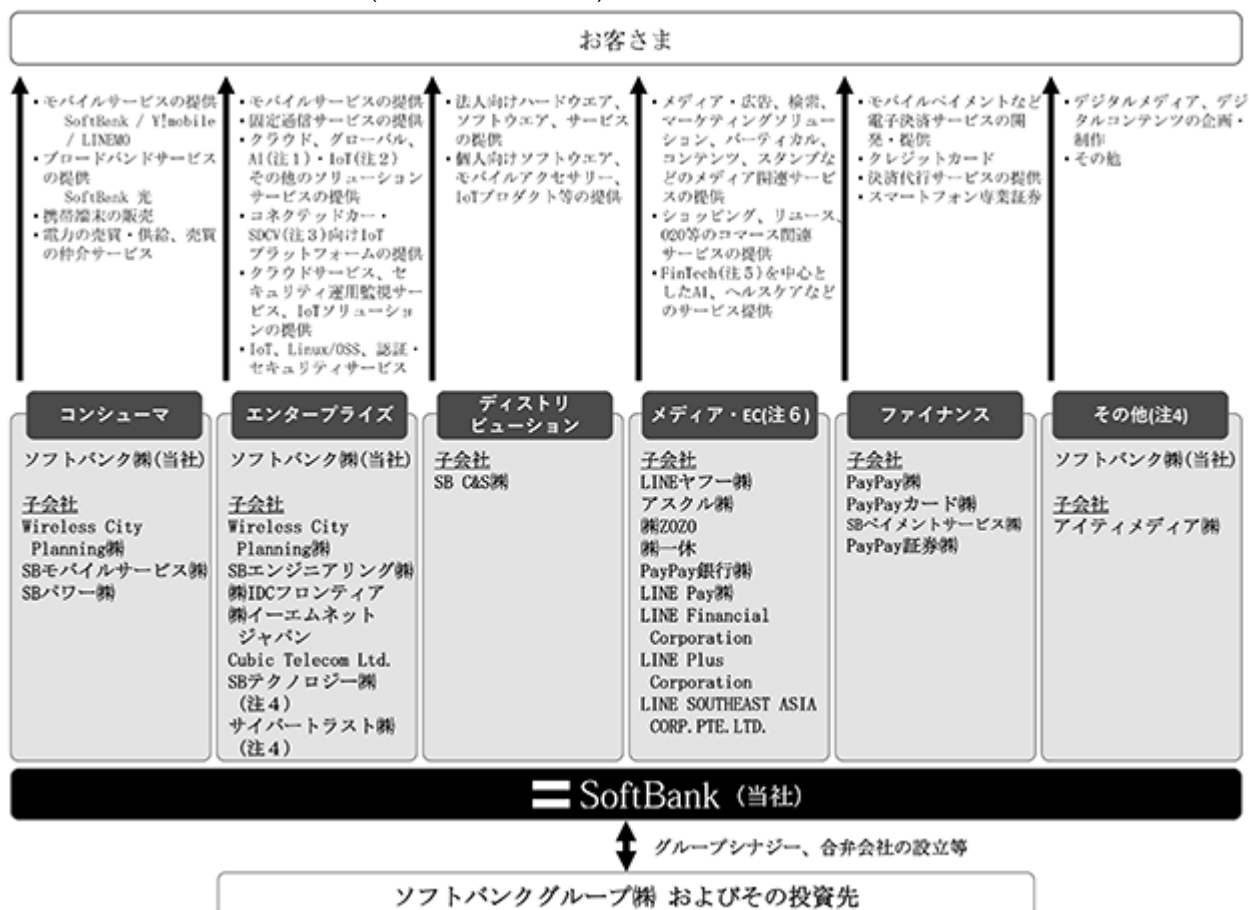 お客さま
・モバイルサービスの提供
SoftBank / Y!mobile
/ LINEMO
・ブロードバンドサービス
の提供
SoftBank 光
・携帯端末の販売
・電力の売買・供給、売買
の仲介サービス
・モバイルサービスの提供
・固定通信サービスの提供
・クラウド、グローバル、
AI(注1)・IoT(注2)
その他のソリューション
サービスの提供
・コネクテッドカー・
SDCV(注3)向けIoT
プラットフォームの提供
・クラウドサービス、セ
キュリティ運用監視サー
ビス、IoTソリューショ
ンの提供
・IoT、Linux/OSS、認証・
セキュリティサービス
・法人向けハードウエア、
ソフトウエア、サービス
の提供
・個人向けソフトウエア、
モバイルアクセサリー、
IoTプロダクト等の提供
・メディア・広告、検索、
マーケティングソリュー
ション、バーティカル、
コンテンツ、スタンプな
どのメディア関連サービ
スの提供
・ショッピング、リユース、
O2O等のコマース関連
サービスの提供
・FinTech(注5)を中心と
したAI、ヘルスケアなど
のサービス提供
・モバイルペイメントなど
電子決済サービスの開
発・提供
・クレジットカード
・決済代行サービスの提供
・スマートフォン専業証券
・デジタルメディア、デジ
タルコンテンツの企画・
制作
・その他
コンシューマ
ソフトバンク㈱(当社)
子会社
Wireless City
Planning㈱
SBモバイルサービス㈱
SBパワー㈱
エンタープライズ
ソフトバンク㈱(当社)
子会社
Wireless City
Planning㈱
SBエンジニアリング㈱
㈱IDCフロンティア
㈱イーエムネット
ジャパン
Cubic Telecom Ltd.
SBテクノロジー㈱
(注4)
サイバートラスト㈱
(注4)
ディストリ
ビューション
子会社
SB C&S㈱
メディア・EC(注6)
子会社
LINEヤフー㈱
アスクル㈱
㈱ZOZO
㈱一休
PayPay銀行㈱
LINE Pay㈱
LINE Financial
Corporation
LINE Plus
Corporation
LINE SOUTHEAST ASIA
CORP.PTE.LTD.
ファイナンス
子会社
PayPay㈱
PayPayカード㈱
SBペイメントサービス㈱
PayPay証券㈱
その他(注4)
ソフトバンク㈱(当社)
子会社
アイティメディア㈱
SoftBank (当社)
グループシナジー、合弁会社の設立等
ソフトバンクグループ㈱ およびその投資先